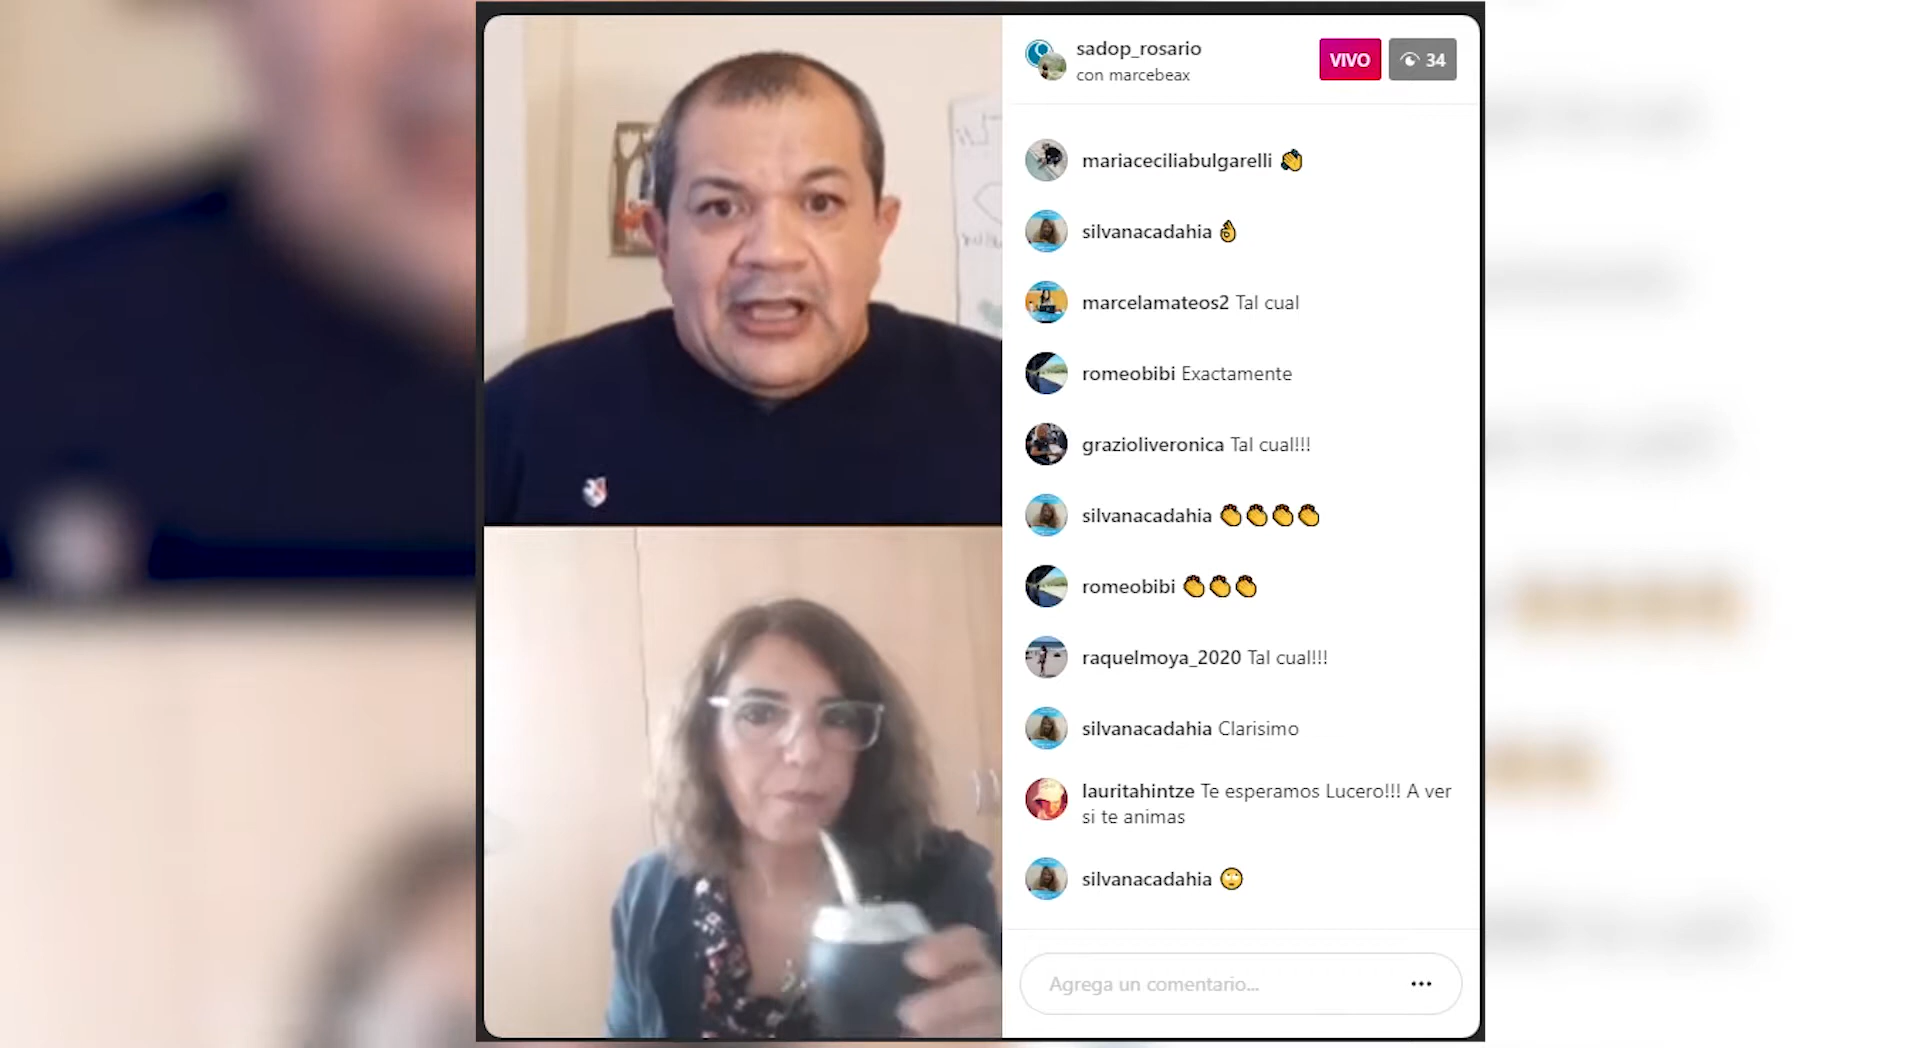 sadop_rosario
con marcebeax
VIVO
34
mariaceciliabulgarelli 👏
silvanacadahia 👌
marcelamateos2 Tal cual
romeobibi Exactamente
grazioliveronica Tal cual!!!
silvanacadahia 👏👏👏👏
romeobibi 👏👏👏
raquelmoya_2020 Tal cual!!!
silvanacadahia Clarisimo
lauritahintze Te esperamos Lucero!!! A ver
si te animas
silvanacadahia 🙄
Agrega un comentario...